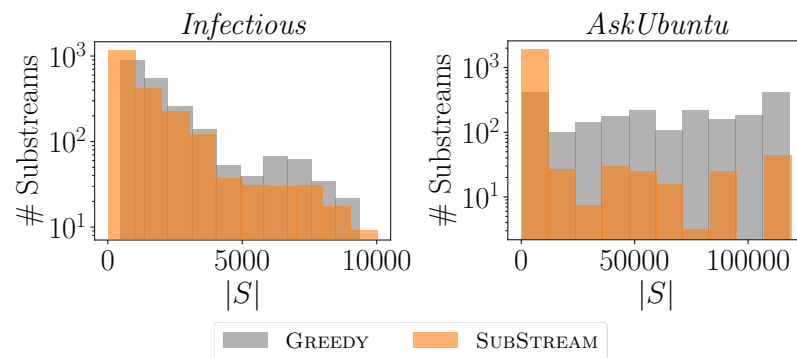 Infectious
AskUbuntu
# Substreams
10^3
10^2
10^1
0
5000
10000
|S|
# Substreams
10^3
10^2
10^1
0
50000
100000
|S|
GREEDY
SUBSTREAM